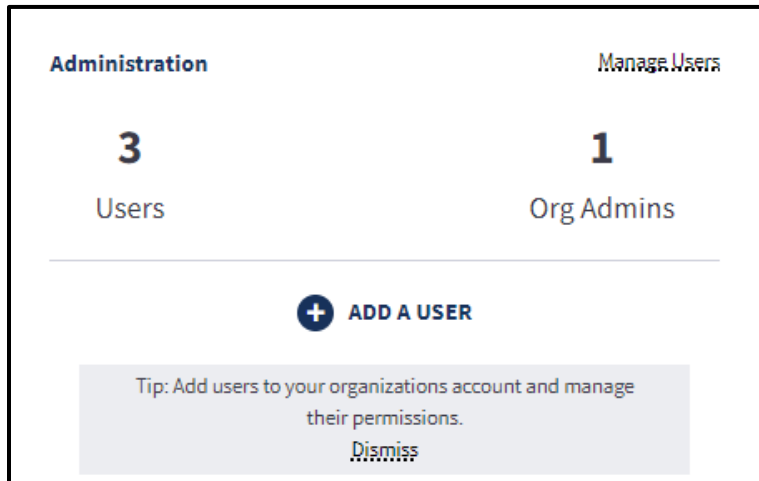 Administration
Manage Users
3
1
Users
Org Admins
ADD A USER
Tip: Add users to your organizations account and manage
their permissions.
Dismiss